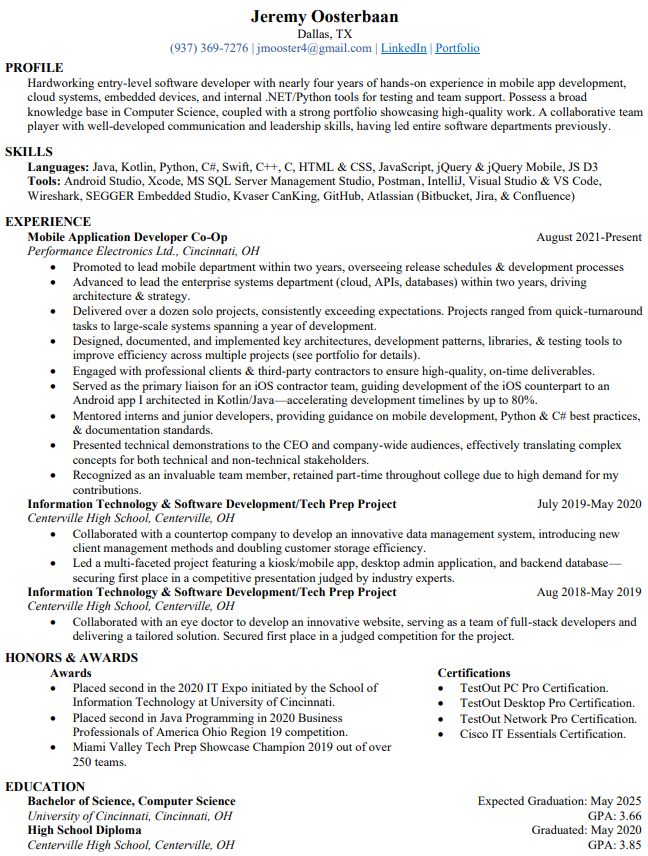 Jeremy Oosterbaan
Dallas, TX
(937) 369-7276 | jmooster4@gmail.com | LinkedIn | Portfolio
PROFILE
Hardworking entry-level software developer with nearly four years of hands-on experience in mobile app development,
cloud systems, embedded devices, and internal .NET/Python tools for testing and team support. Possess a broad
knowledge base in Computer Science, coupled with a strong portfolio showcasing high-quality work. A collaborative team
player with well-developed communication and leadership skills, having led entire software departments previously.
SKILLS
Languages: Java, Kotlin, Python, C#, Swift, C++, C, HTML & CSS, JavaScript, jQuery & jQuery Mobile, JS D3
Tools: Android Studio, Xcode, MS SQL Server Management Studio, Postman, IntelliJ, Visual Studio & VS Code,
Wireshark, SEGGER Embedded Studio, Kvaser CanKing, GitHub, Atlassian (Bitbucket, Jira, & Confluence)
EXPERIENCE
Mobile Application Developer Co-Op August 2021-Present
Performance Electronics Ltd., Cincinnati, OH
• Promoted to lead mobile department within two years, overseeing release schedules & development processes
• Advanced to lead the enterprise systems department (cloud, APIs, databases) within two years, driving
architecture & strategy.
• Delivered over a dozen solo projects, consistently exceeding expectations. Projects ranged from quick-turnaround
tasks to large-scale systems spanning a year of development.
• Designed, documented, and implemented key architectures, development patterns, libraries, & testing tools to
improve efficiency across multiple projects (see portfolio for details).
• Engaged with professional clients & third-party contractors to ensure high-quality, on-time deliverables.
• Served as the primary liaison for an iOS contractor team, guiding development of the iOS counterpart to an
Android app I architected in Kotlin/Java—accelerating development timelines by up to 80%.
• Mentored interns and junior developers, providing guidance on mobile development, Python & C# best practices,
& documentation standards.
• Presented technical demonstrations to the CEO and company-wide audiences, effectively translating complex
concepts for both technical and non-technical stakeholders.
• Recognized as an invaluable team member, retained part-time throughout college due to high demand for my
contributions.
Information Technology & Software Development/Tech Prep Project July 2019-May 2020
Centerville High School, Centerville, OH
• Collaborated with a countertop company to develop an innovative data management system, introducing new
client management methods and doubling customer storage efficiency.
• Led a multi-faceted project featuring a kiosk/mobile app, desktop admin application, and backend database—
securing first place in a competitive presentation judged by industry experts.
Information Technology & Software Development/Tech Prep Project Aug 2018-May 2019
Centerville High School, Centerville, OH
• Collaborated with an eye doctor to develop an innovative website, serving as a team of full-stack developers and
delivering a tailored solution. Secured first place in a judged competition for the project.
HONORS & AWARDS
Awards
• Placed second in the 2020 IT Expo initiated by the School of
Information Technology at University of Cincinnati.
• Placed second in Java Programming in 2020 Business
Professionals of America Ohio Region 19 competition.
• Miami Valley Tech Prep Showcase Champion 2019 out of over
250 teams.
Certifications
• TestOut PC Pro Certification.
• TestOut Desktop Pro Certification.
• TestOut Network Pro Certification.
• Cisco IT Essentials Certification.
EDUCATION
Bachelor of Science, Computer Science Expected Graduation: May 2025
University of Cincinnati, Cincinnati, OH GPA: 3.66
High School Diploma Graduated: May 2020
Centerville High School, Centerville, OH GPA: 3.85